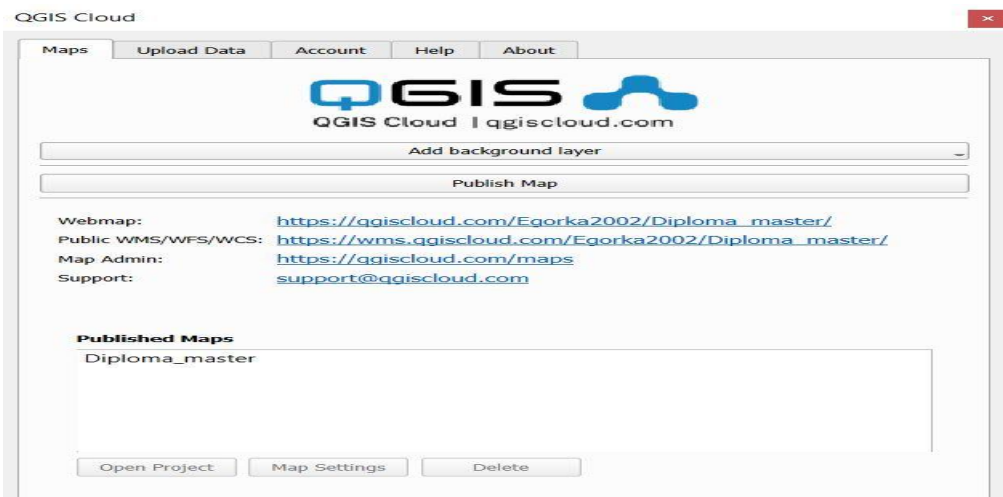 QGIS Cloud
Maps Upload Data Account Help About
QGIS
QGIS Cloud | qgiscloud.com
Add background layer
Publish Map
Webmap: https://qgiscloud.com/Egorka2002/Diploma_master/
Public WMS/WFS/WCS: https://wms.qgiscloud.com/Egorka2002/Diploma_master/
Map Admin: https://qgiscloud.com/maps
Support: support@qgiscloud.com
Published Maps
Diploma_master
Open Project Map Settings Delete